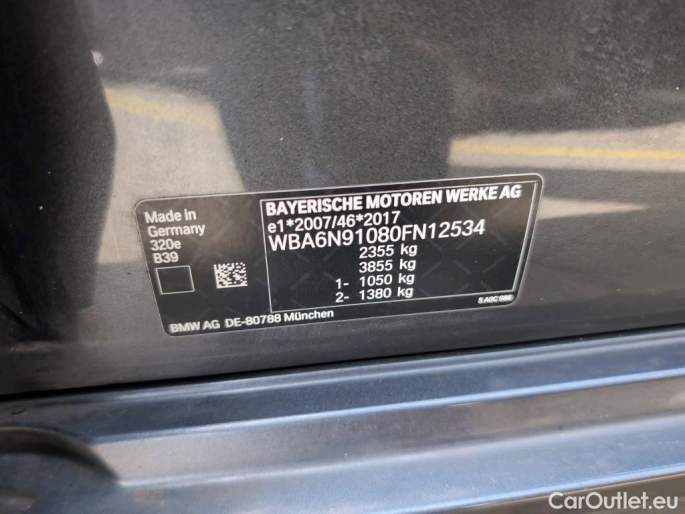 Made in
Germany
320e
B39
BAYERISCHE MOTOREN WERKE AG
e1*2007/46*2017
WBA6N91080FN12534
2355 kg
3855 kg
1- 1050 kg
2- 1380 kg
BMW AG DE-80788 München
CarOutlet.eu